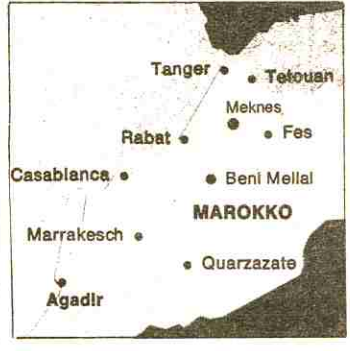 Tanger
Tetouan
Meknes
Rabat
Fes
Casablanca
Beni Mellal
MAROKKO
Marrakesch
Quarzazate
Agadir